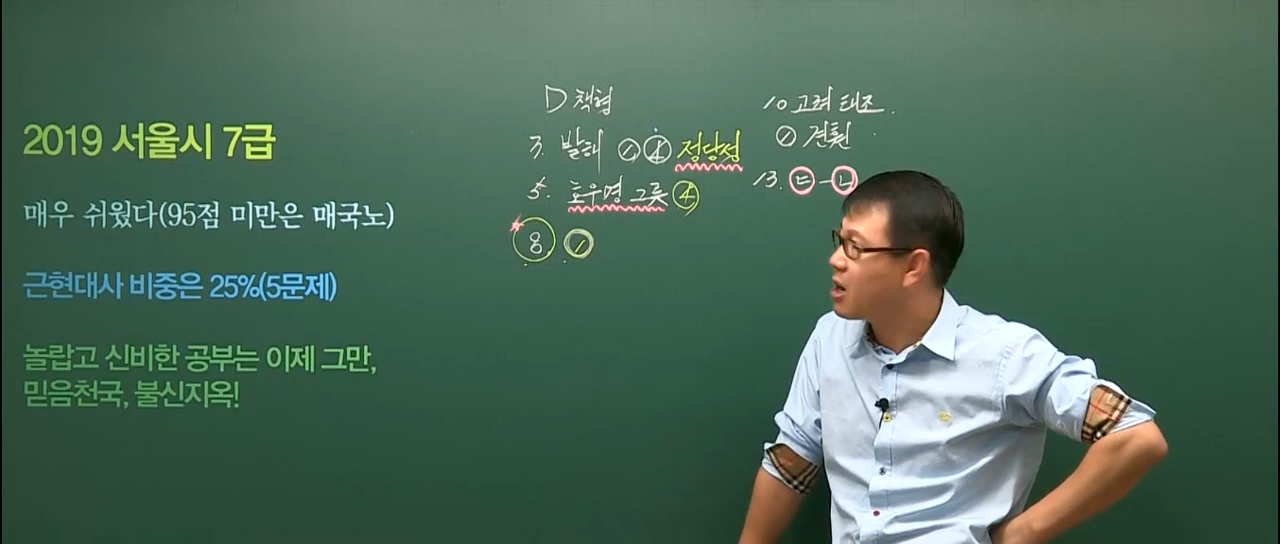 2019 서울시 7급
매우 쉬웠다(95점 미만은 매국노)
근현대사 비중은 25%(5문제)
놀랍고 신비한 공부는 이제 그만,
믿음천국, 불신지옥!
D 책형
3. 발해 ①, ④ 정당성
5. 호우명 그릇 ④
8 ①
10 고려 태조
① 견훤
13. ㄷ - ㄴ